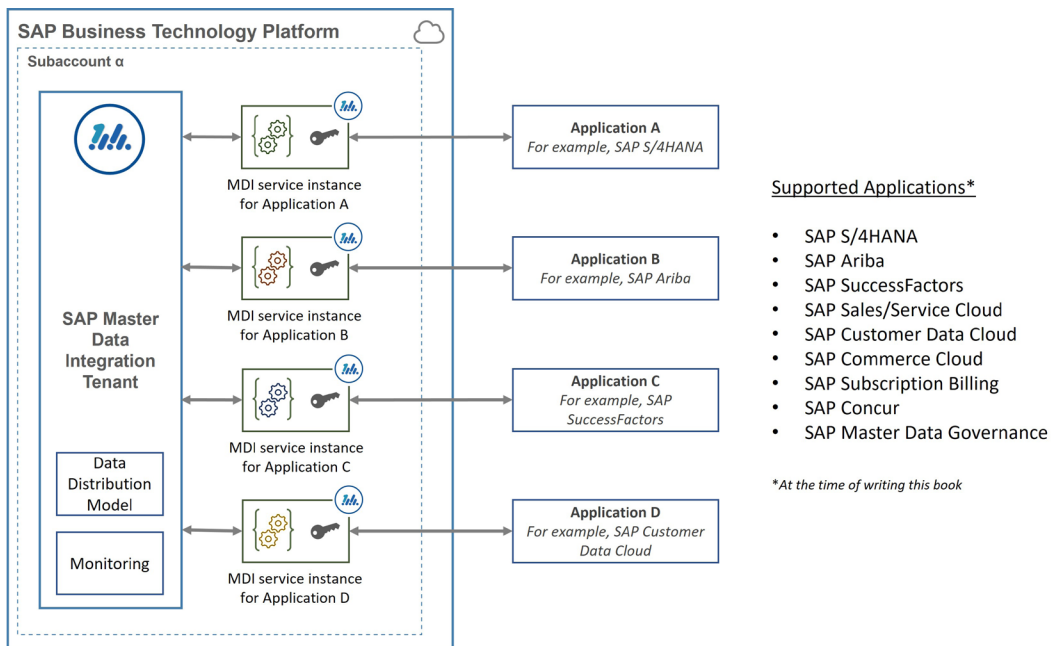 SAP Business Technology Platform
Subaccount α
SAP Master
Data
Integration
Tenant
Data
Distribution
Model
Monitoring
MDI service instance
for Application A
MDI service instance
for Application B
MDI service instance
for Application C
MDI service instance
for Application D
Application A
For example, SAP S/4HANA
Application B
For example, SAP Ariba
Application C
For example, SAP
SuccessFactors
Application D
For example, SAP Customer
Data Cloud
Supported Applications*
• SAP S/4HANA
• SAP Ariba
• SAP SuccessFactors
• SAP Sales/Service Cloud
• SAP Customer Data Cloud
• SAP Commerce Cloud
• SAP Subscription Billing
• SAP Concur
• SAP Master Data Governance
*At the time of writing this book